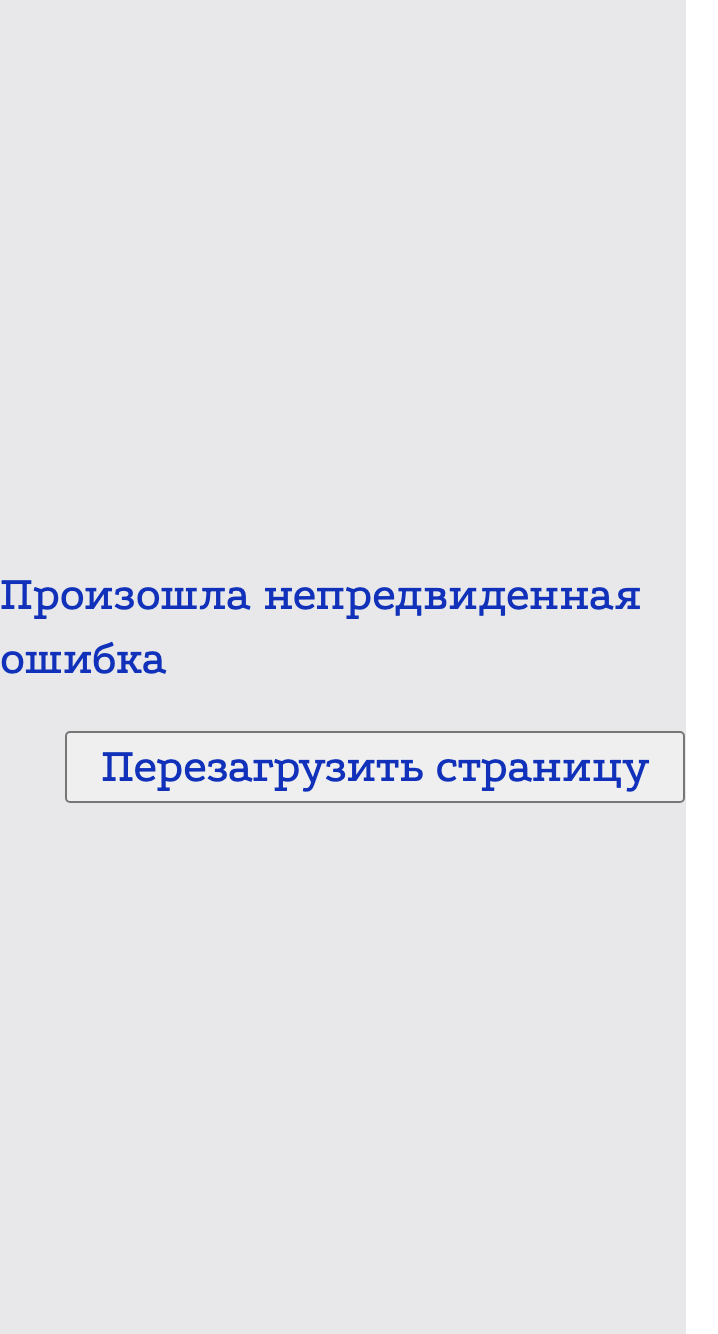 Произошла непредвиденная
ошибка
Перезагрузить страницу